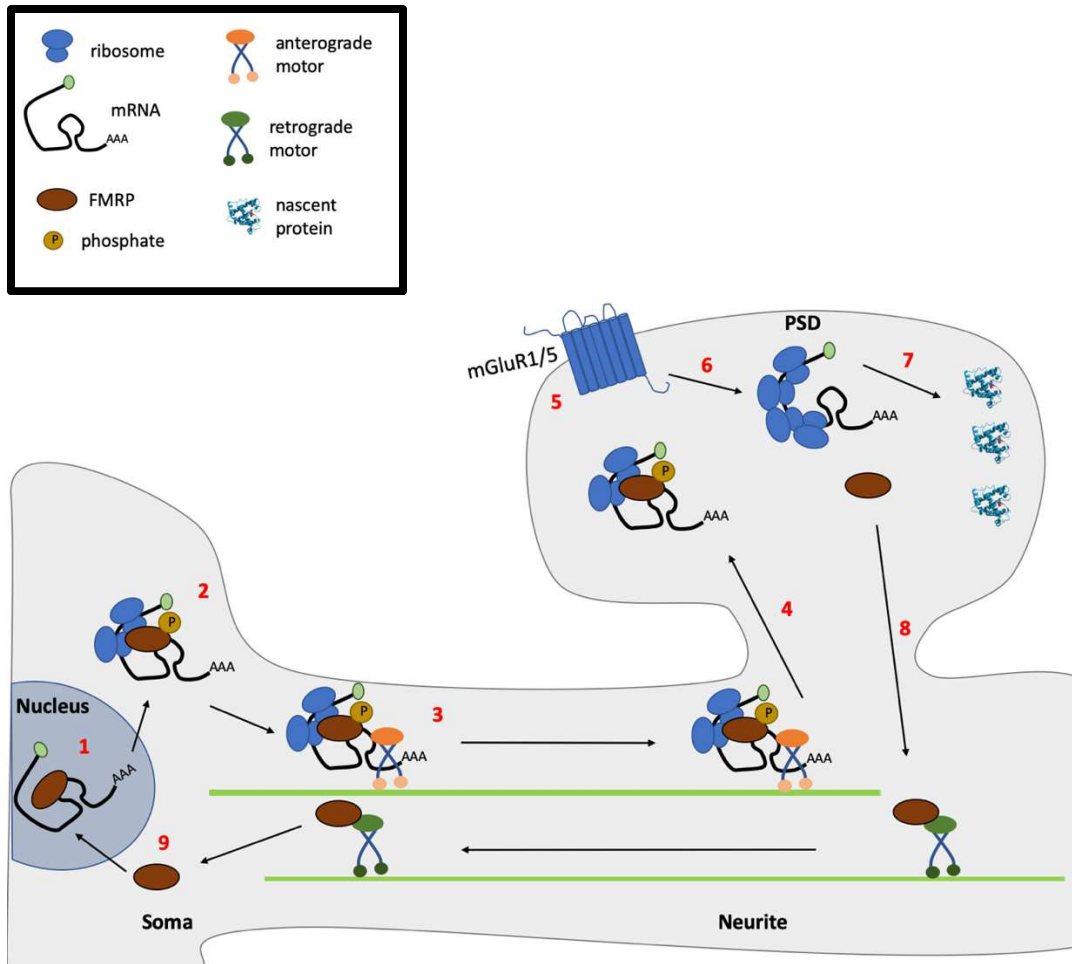 ribosome
mRNA
AAA
FMRP
P
phosphate
anterograde
motor
retrograde
motor
nascent
protein
PSD
mGluR1/5
6
7
5
AAA
P
AAA
4
8
2
P
AAA
Nucleus
1
AAA
3
P
AAA
P
AAA
9
Soma
Neurite